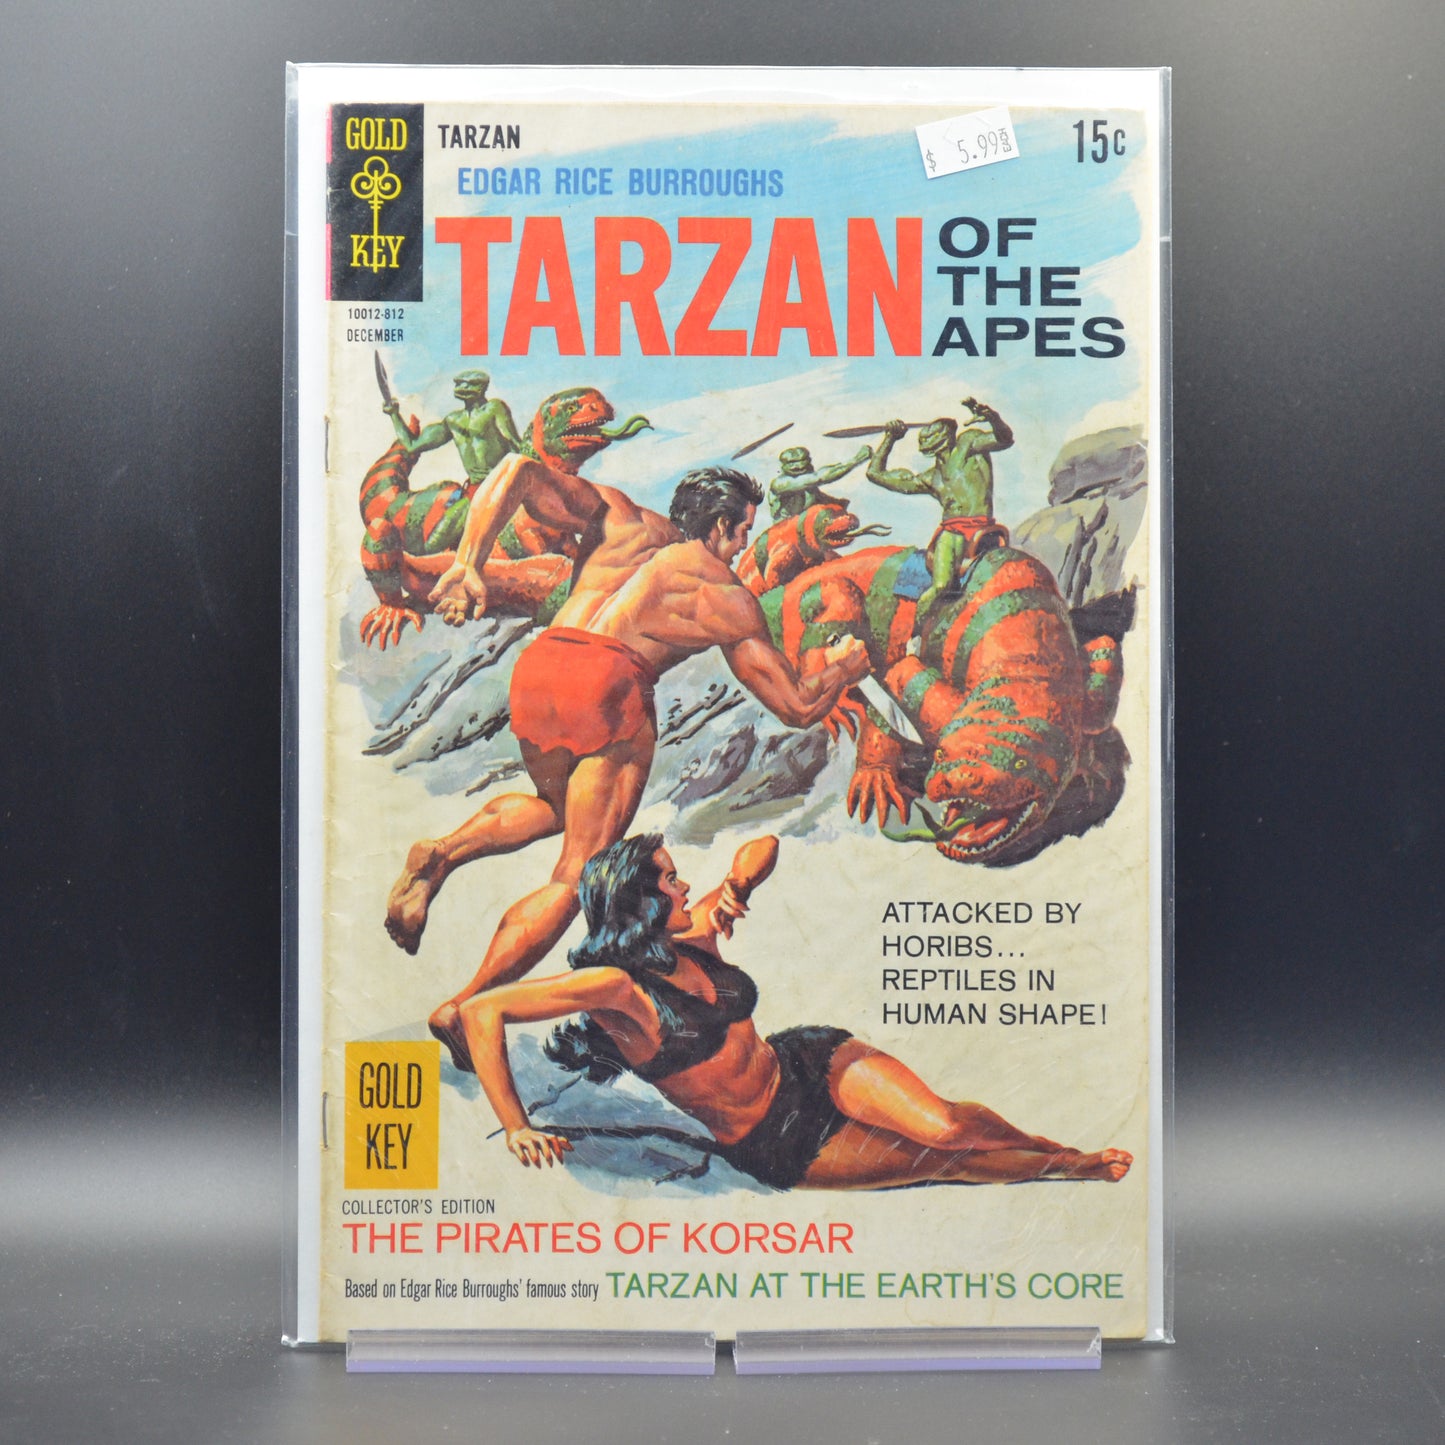 GOLD
KEY
TARZAN
$ 5.99 EACH
15c
EDGAR RICE BURROUGHS
TARZAN OF THE APES
10012-812
DECEMBER
ATTACKED BY
HORIBS...
REPTILES IN
HUMAN SHAPE!
GOLD
KEY
COLLECTOR'S EDITION
THE PIRATES OF KORSAR
Based on Edgar Rice Burroughs' famous story TARZAN AT THE EARTH'S CORE